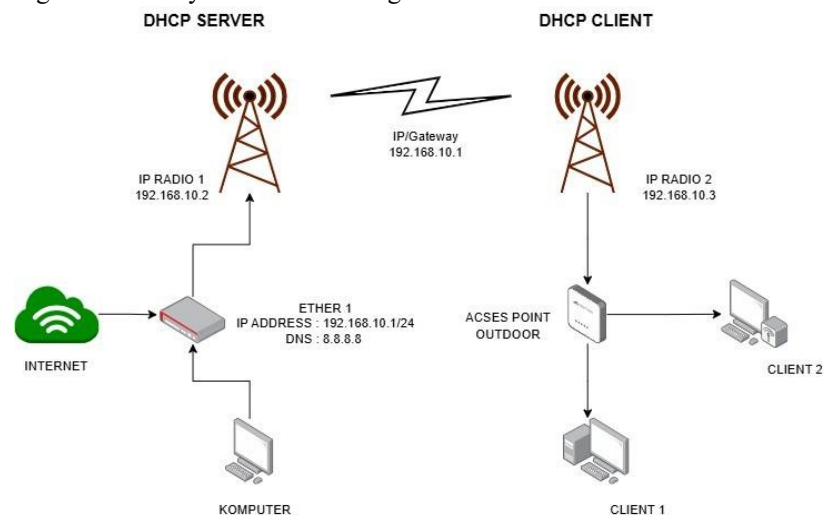 DHCP SERVER
DHCP CLIENT
IP/Gateway
192.168.10.1
IP RADIO 1
192.168.10.2
IP RADIO 2
192.168.10.3
ETHER 1
IP ADDRESS : 192.168.10.1/24
DNS : 8.8.8.8
ACSES POINT
OUTDOOR
INTERNET
CLIENT 2
KOMPUTER
CLIENT 1